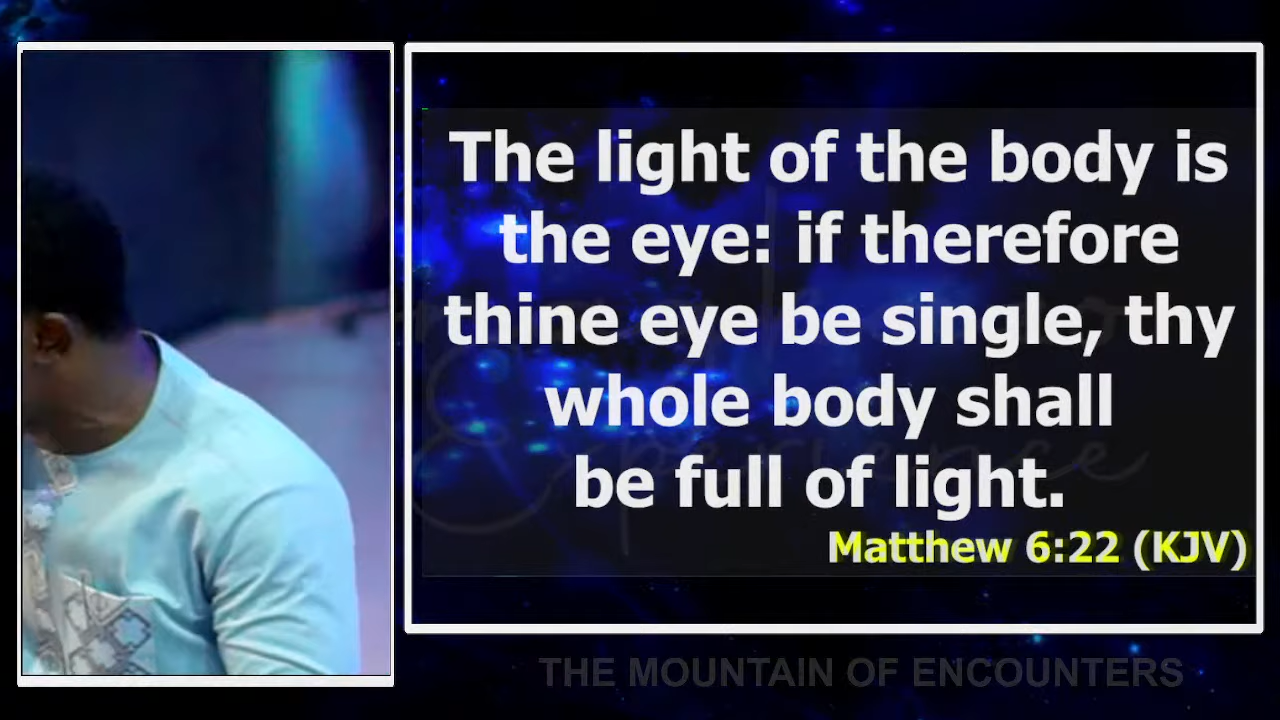 The light of the body is
the eye: if therefore
thine eye be single, thy
whole body shall
be full of light.
Matthew 6:22 (KJV)
Experience
THE MOUNTAIN OF ENCOUNTERS